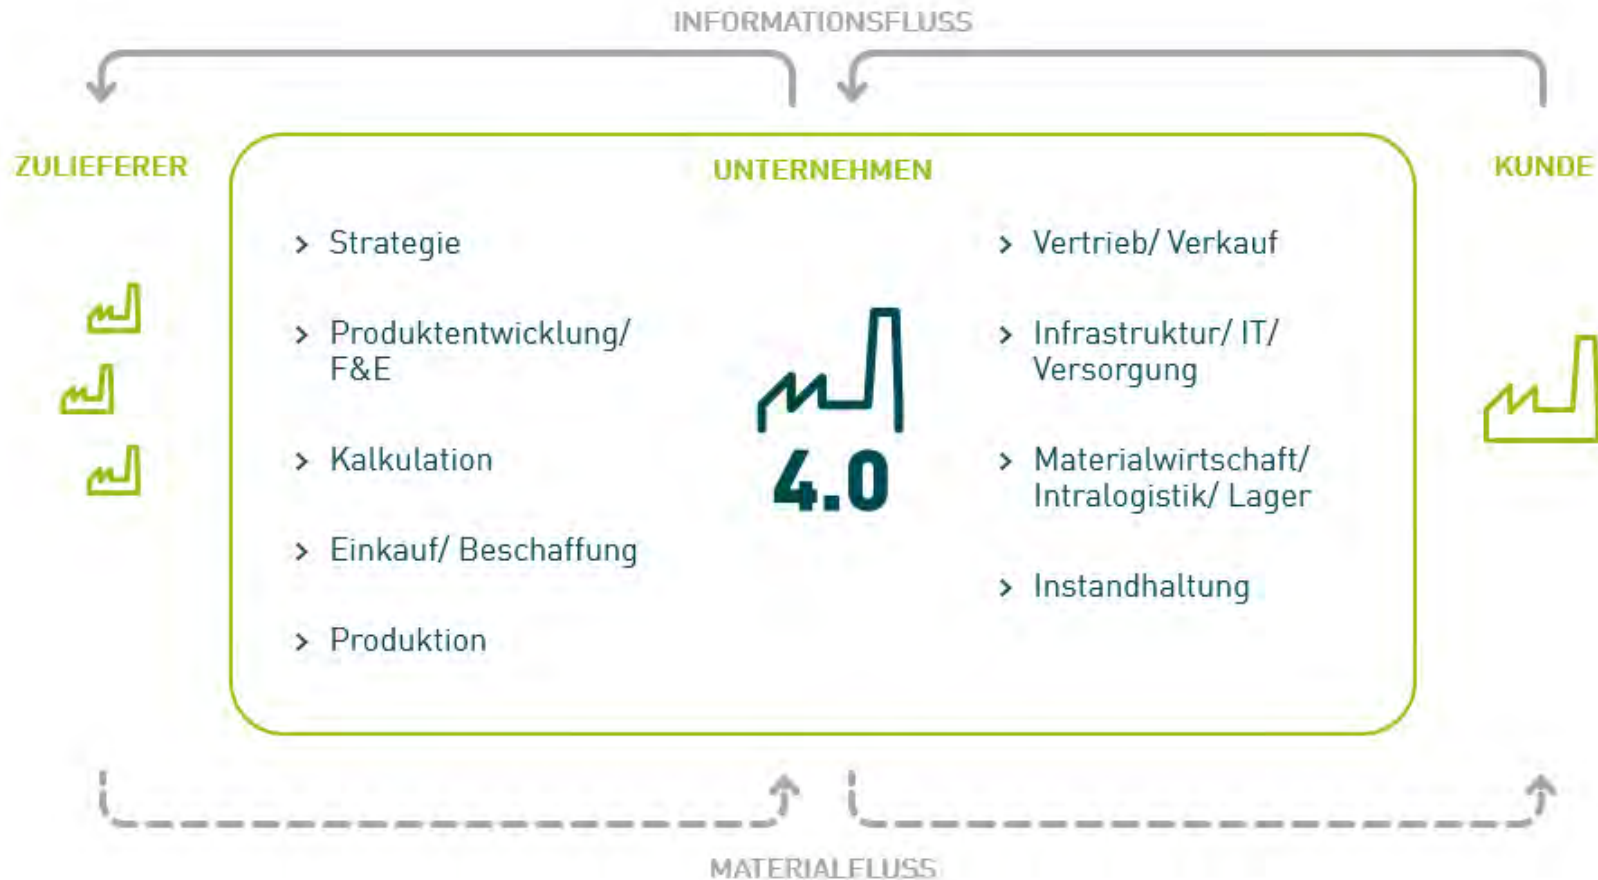 INFORMATIONSFLUSS
ZULIEFERER
UNTERNEHMEN
KUNDE
> Strategie
> Produktentwicklung/
F&E
> Kalkulation
> Einkauf/ Beschaffung
> Produktion
4.0
> Vertrieb/ Verkauf
> Infrastruktur/ IT/
Versorgung
> Materialwirtschaft/
Intralogistik/ Lager
> Instandhaltung
MATERIALFLUSS